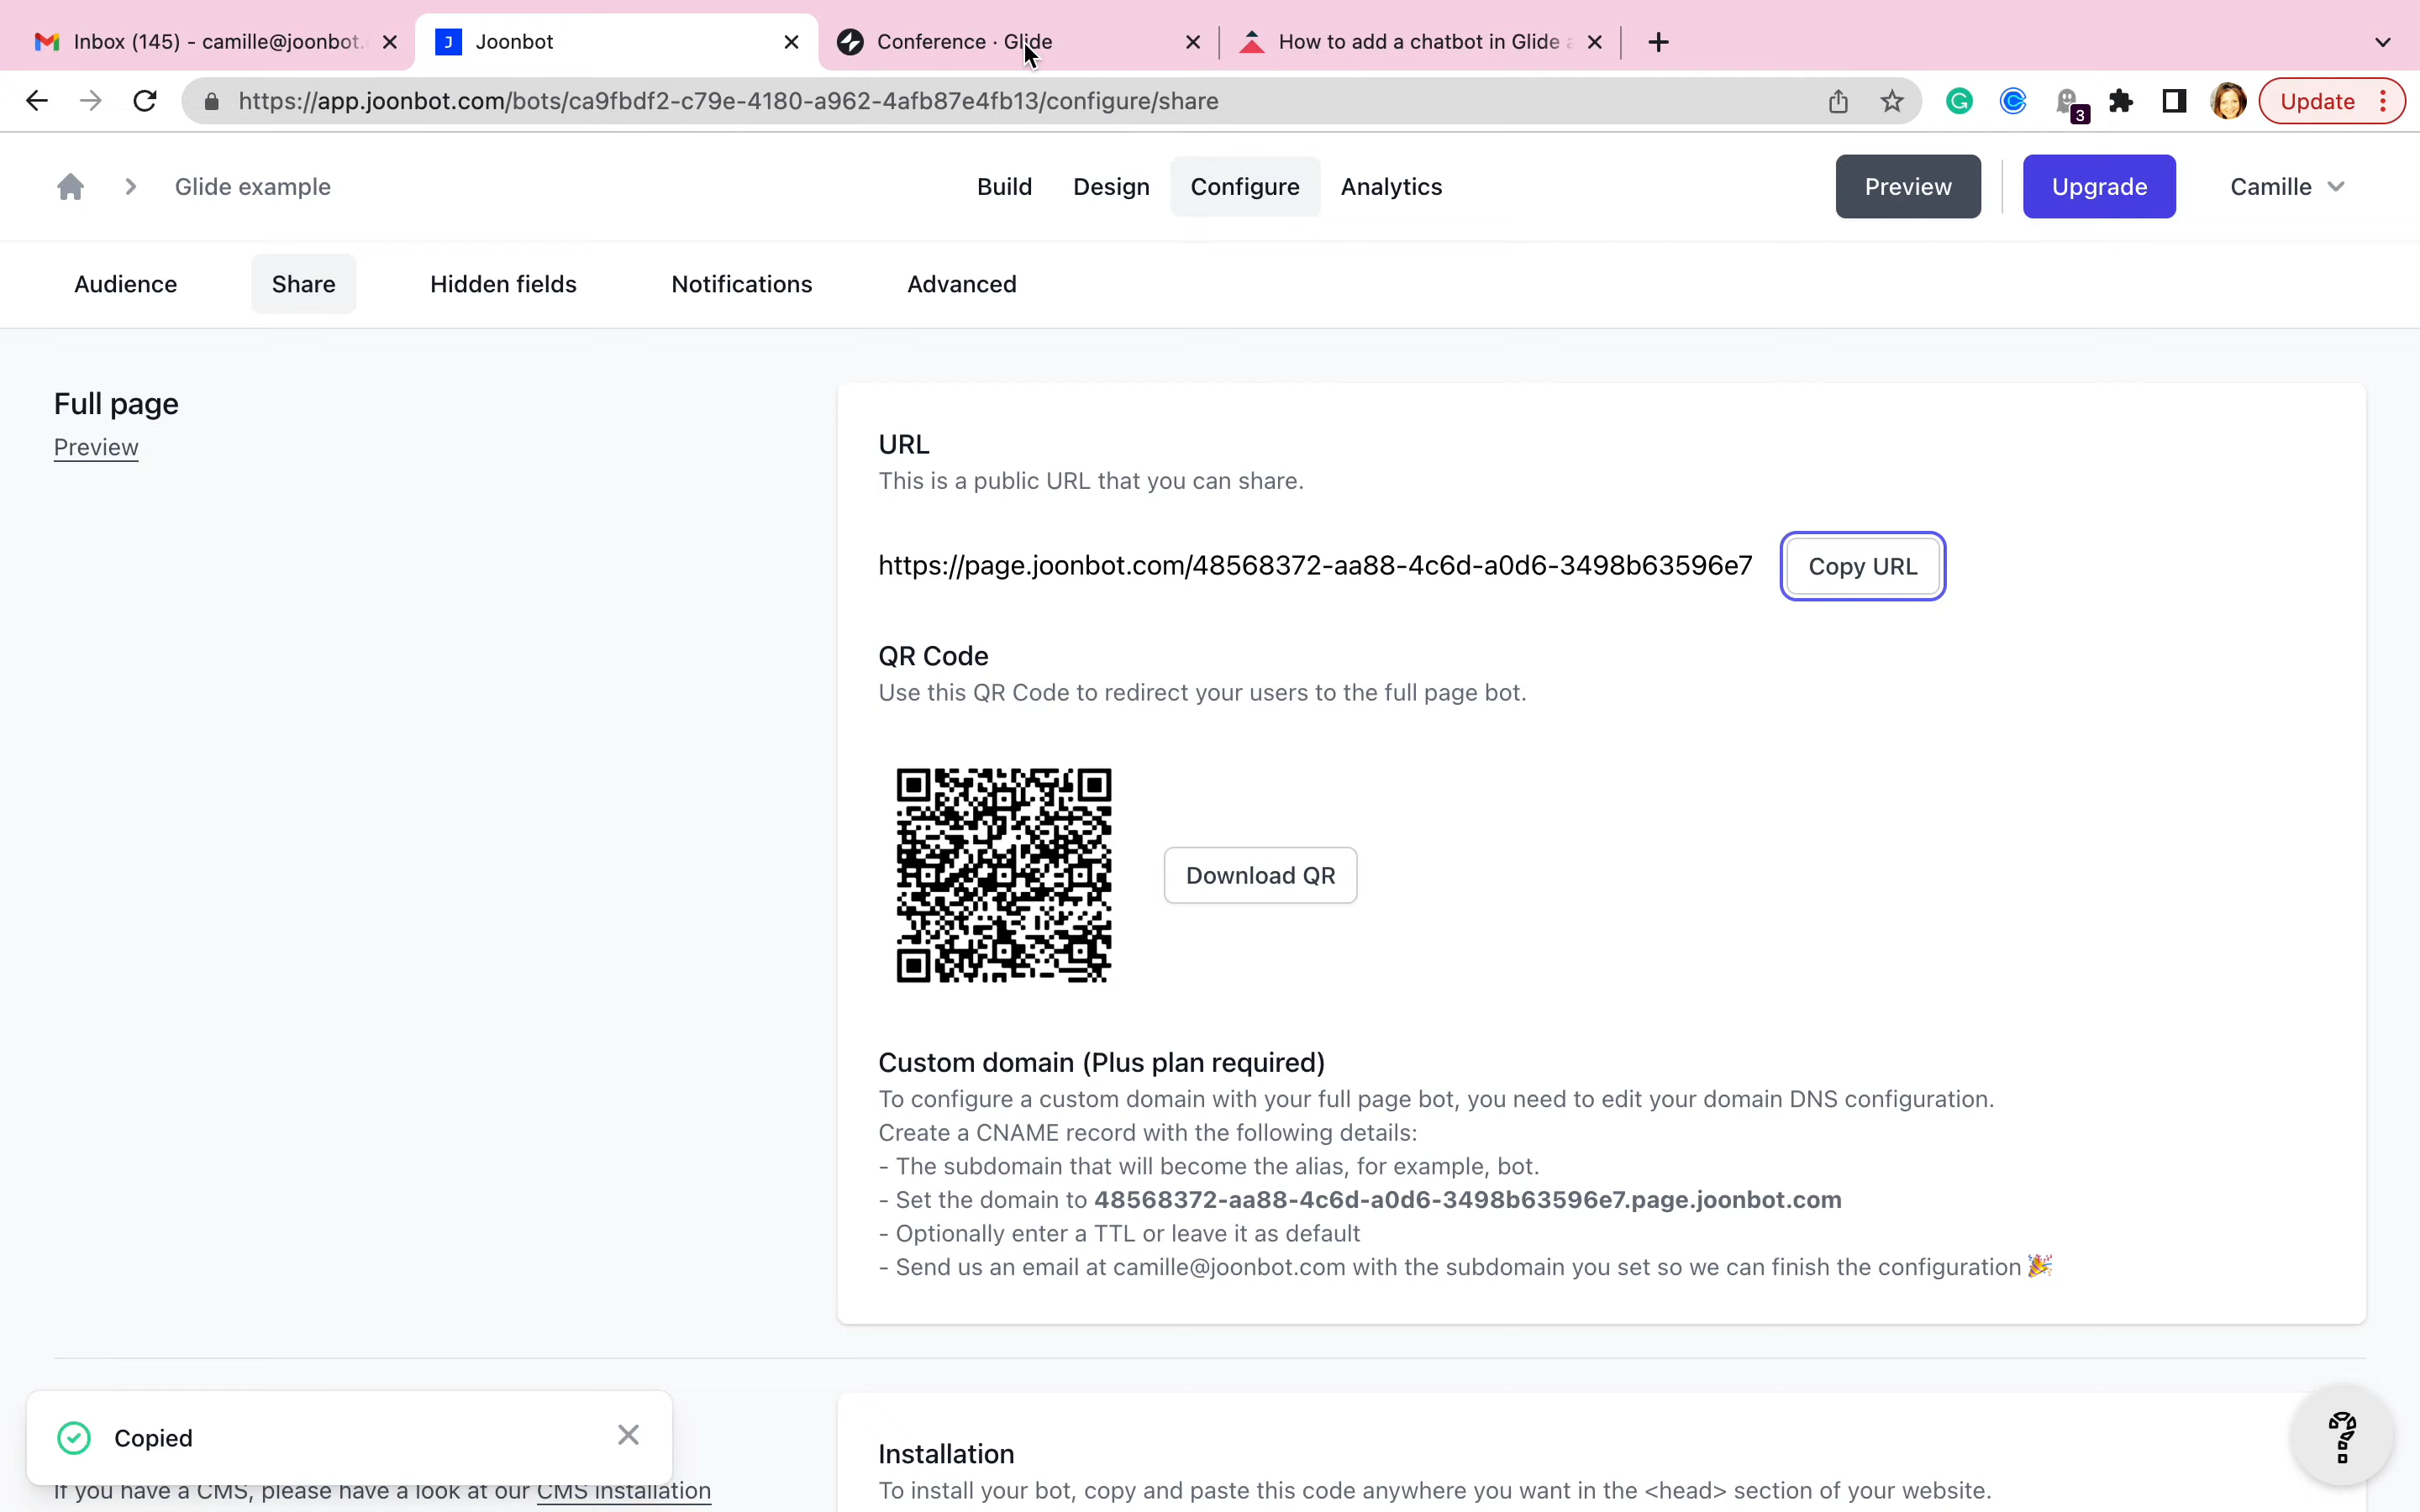 Inbox (145) - camille@joonbot.
Joonbot
Conference · Glide
How to add a chatbot in Glide
https://app.joonbot.com/bots/ca9fbdf2-c79e-4180-a962-4afb87e4fb13/configure/share
3
Update
Glide example
Build
Design
Configure
Analytics
Preview
Upgrade
Camille
Audience
Share
Hidden fields
Notifications
Advanced
Full page
Preview
URL
This is a public URL that you can share.
https://page.joonbot.com/48568372-aa88-4c6d-a0d6-3498b63596e7
Copy URL
QR Code
Use this QR Code to redirect your users to the full page bot.
Download QR
Custom domain (Plus plan required)
To configure a custom domain with your full page bot, you need to edit your domain DNS configuration.
Create a CNAME record with the following details:
- The subdomain that will become the alias, for example, bot.
- Set the domain to 48568372-aa88-4c6d-a0d6-3498b63596e7.page.joonbot.com
- Optionally enter a TTL or leave it as default
- Send us an email at camille@joonbot.com with the subdomain you set so we can finish the configuration 🎉
Copied
If you have a CMS, please have a look at our CMS installation
Installation
To install your bot, copy and paste this code anywhere you want in the <head> section of your website.
?